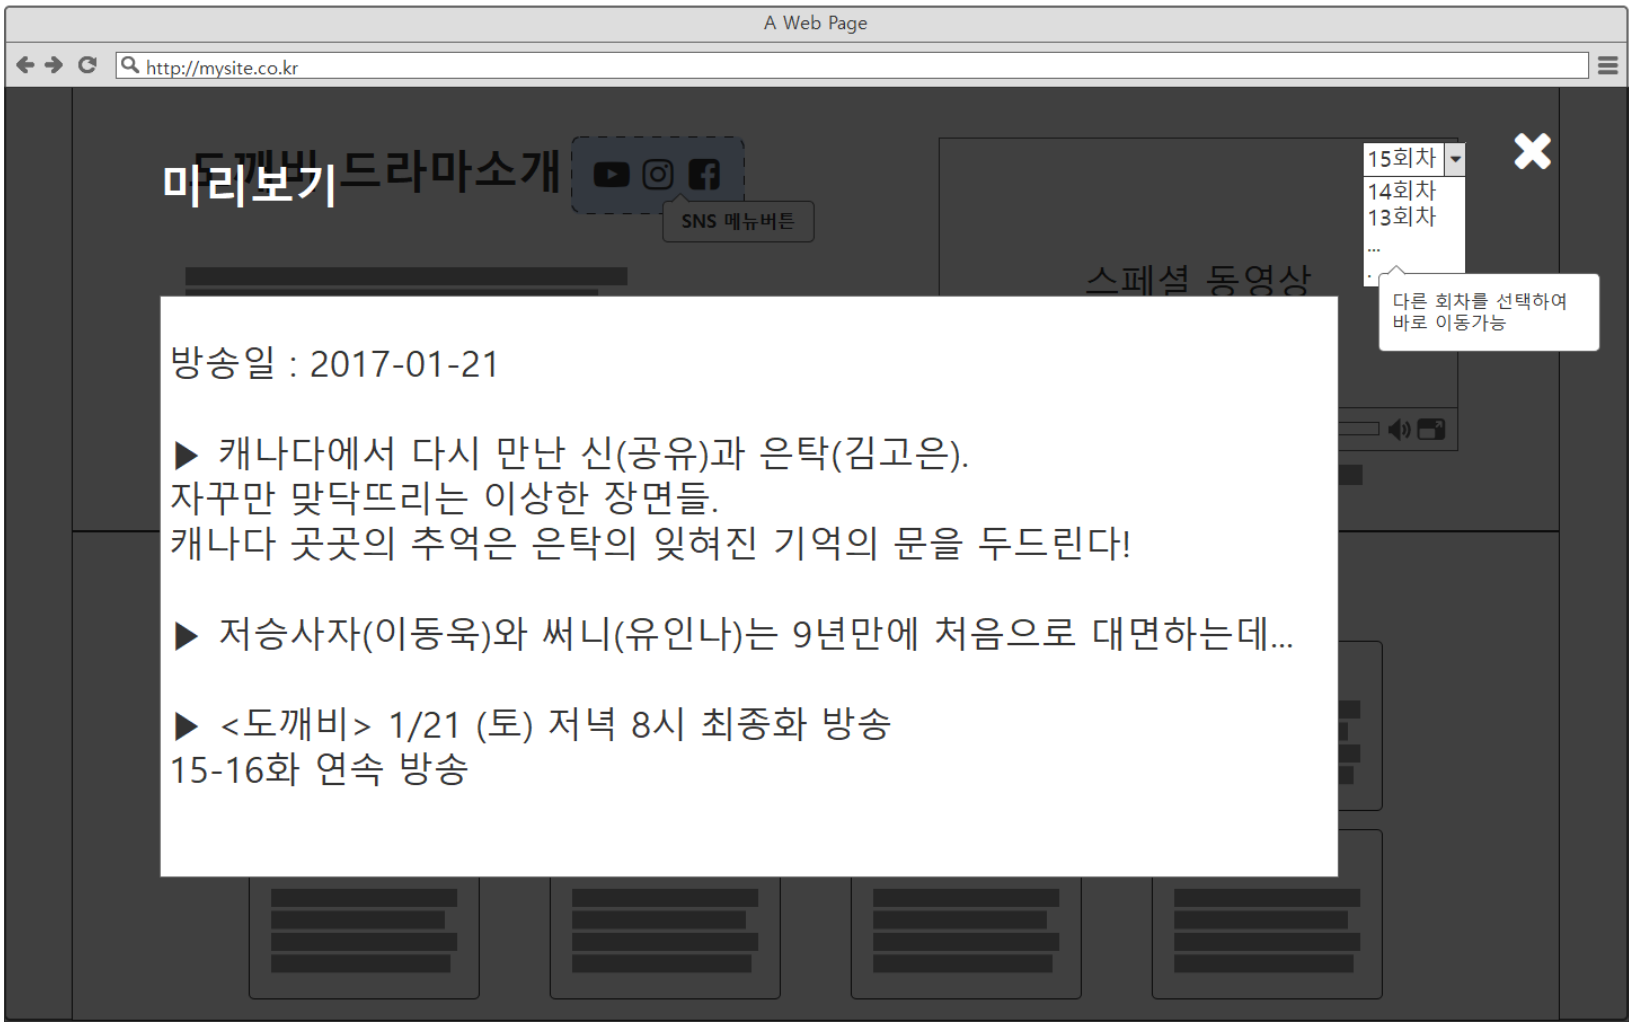 A Web Page
http://mysite.co.kr
도깨비 드라마소개
미리보기
SNS 메뉴버튼
15회차
14회차
13회차
...
.
스페셜 동영상
다른 회차를 선택하여
바로 이동가능
방송일 : 2017-01-21
▶ 캐나다에서 다시 만난 신(공유)과 은탁(김고은).
자꾸만 맞닥뜨리는 이상한 장면들.
캐나다 곳곳의 추억은 은탁의 잊혀진 기억의 문을 두드린다!
▶ 저승사자(이동욱)와 써니(유인나)는 9년만에 처음으로 대면하는데...
▶ <도깨비> 1/21 (토) 저녁 8시 최종화 방송
15-16화 연속 방송